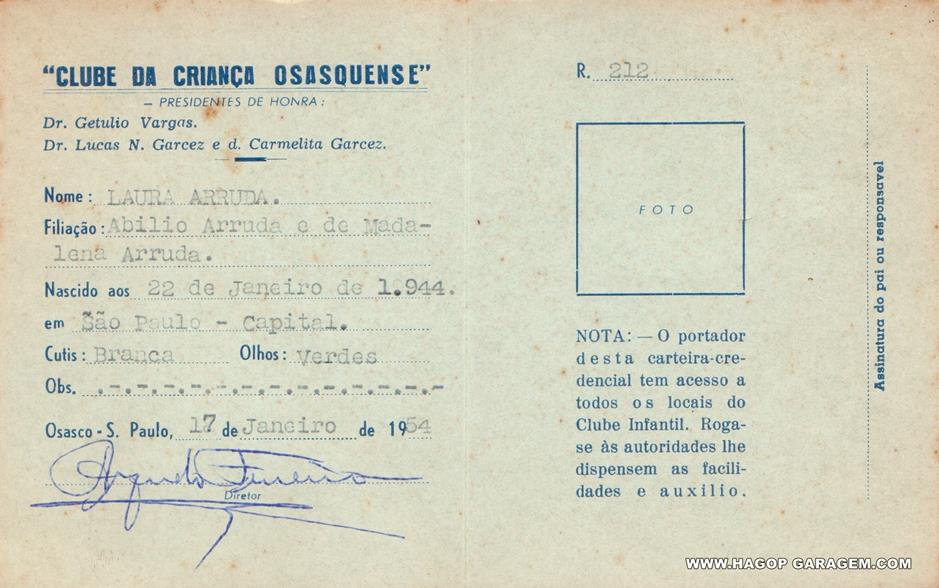 "CLUBE DA CRIANÇA OSASQUENSE"
— PRESIDENTES DE HONRA:
Dr. Getulio Vargas.
Dr. Lucas N. Garcez e d. Carmelita Garcez.
Nome: LAURA ARRUDA.
Filiação: Abilio Arruda e de Mada-
lena Arruda.
Nascido aos 22 de Janeiro de 1.944.
em São Paulo - Capital.
Cutis: Branca Olhos: Verdes
Obs. .-.-.-.-.-.-.-.-.-.-.-.-.-
Osasco - S. Paulo, 17 de Janeiro de 1954
Diretor
R. 212
FOTO
NOTA: — O portador
desta carteira-cre-
dencial tem acesso a
todos os locais do
Clube Infantil. Roga-
se às autoridades lhe
dispensem as facili-
dades e auxilio.
Assinatura do pai ou responsavel
WWW.HAGOP GARAGEM.COM